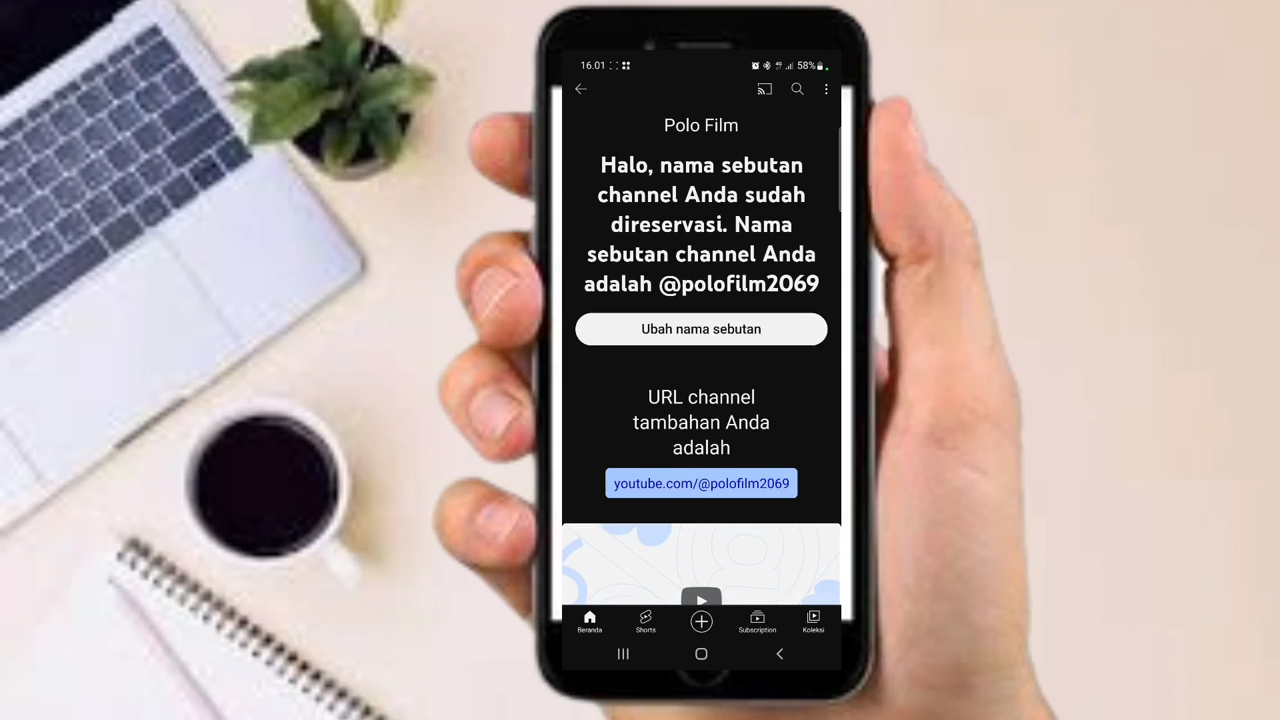 16.01
58%
Polo Film
Halo, nama sebutan
channel Anda sudah
direservasi. Nama
sebutan channel Anda
adalah @polofilm2069
Ubah nama sebutan
URL channel
tambahan Anda
adalah
youtube.com/@polofilm2069
Beranda
Shorts
Subscription
Koleksi